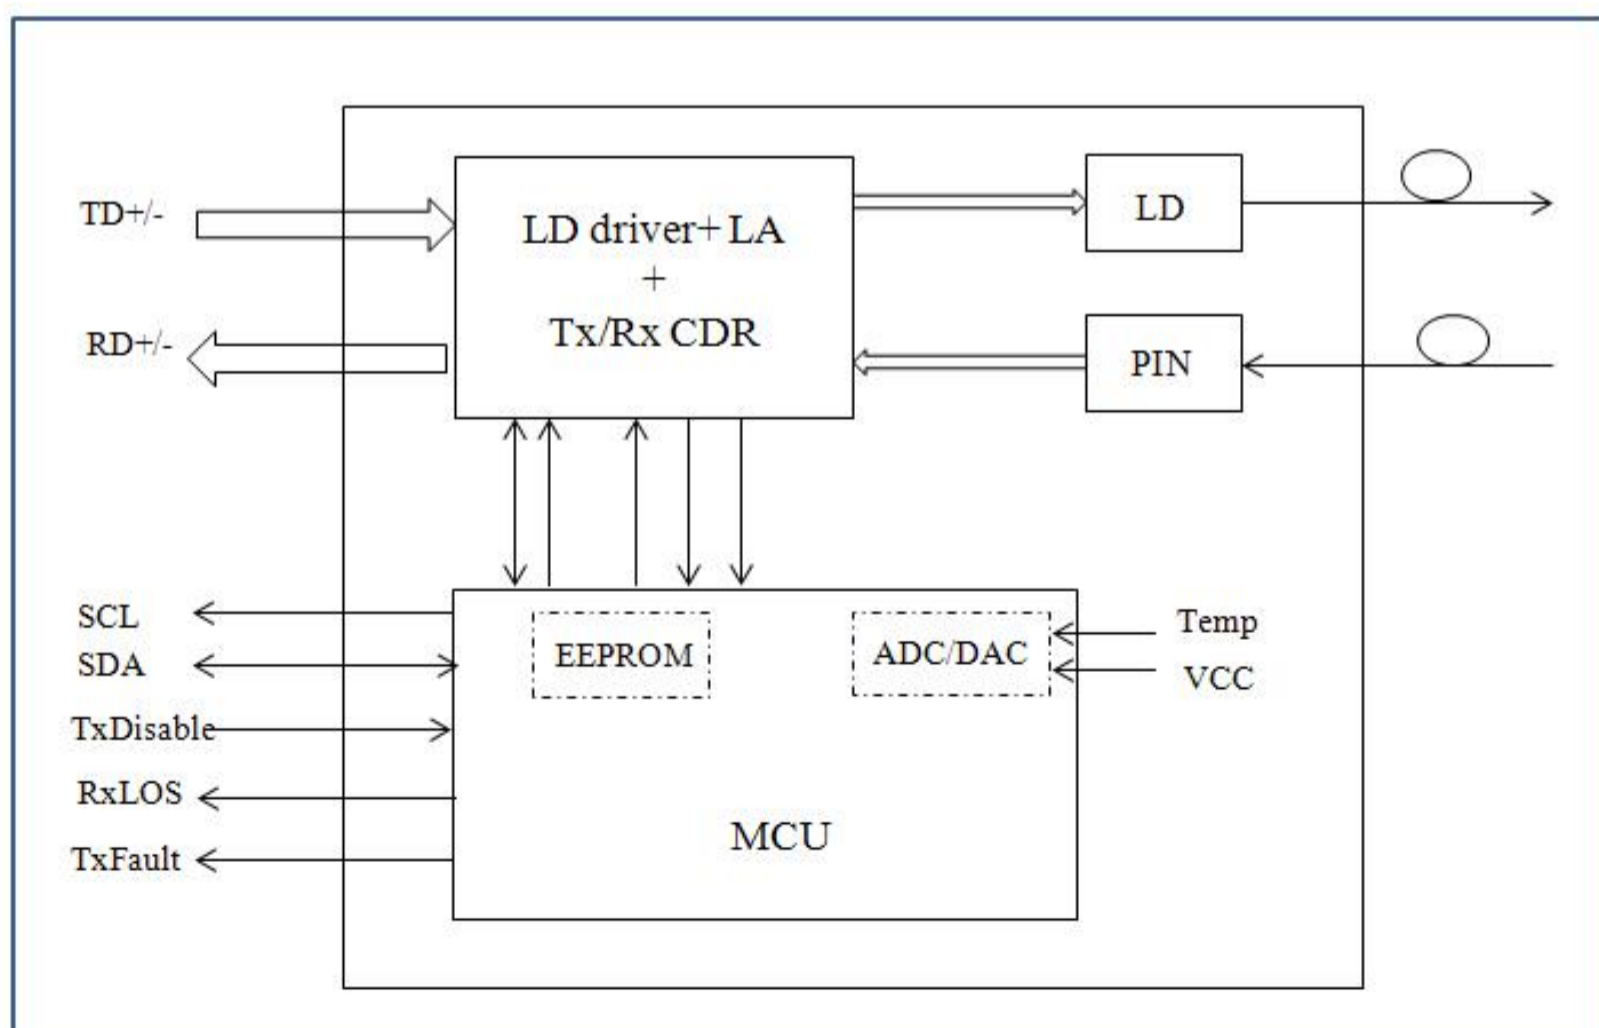 TD+/-
LD driver+ LA
+
Tx/Rx CDR
LD
RD+/-
PIN
SCL
SDA
TxDisable
RxLOS
TxFault
EEPROM
ADC/DAC
Temp
VCC
MCU